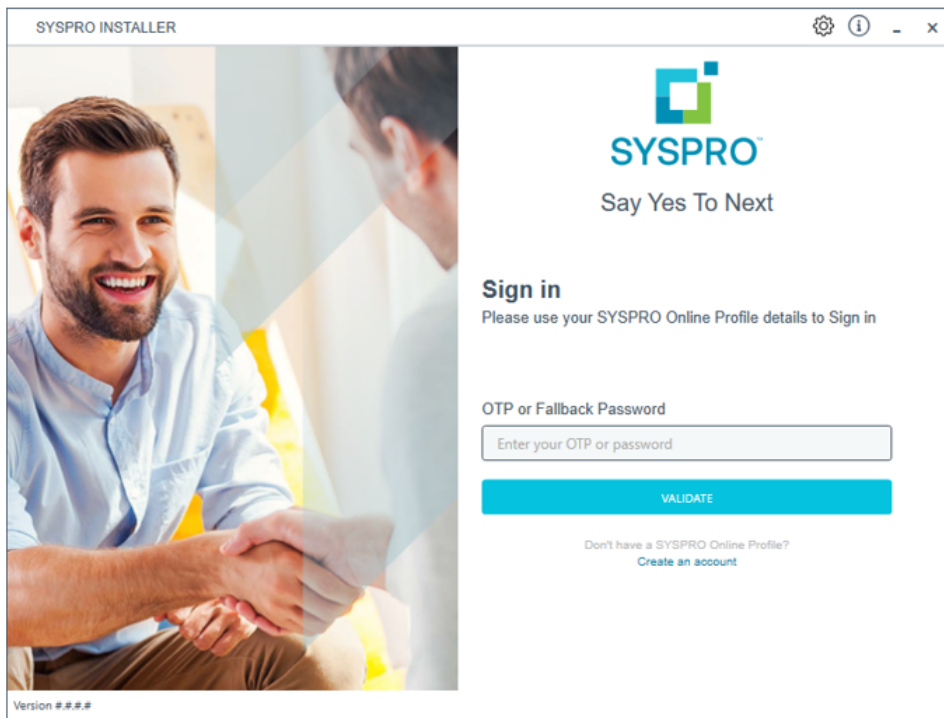 SYSPRO INSTALLER
SYSPRO™
Say Yes To Next
Sign in
Please use your SYSPRO Online Profile details to Sign in
OTP or Fallback Password
Enter your OTP or password
VALIDATE
Don't have a SYSPRO Online Profile?
Create an account
Version #.#.#.#